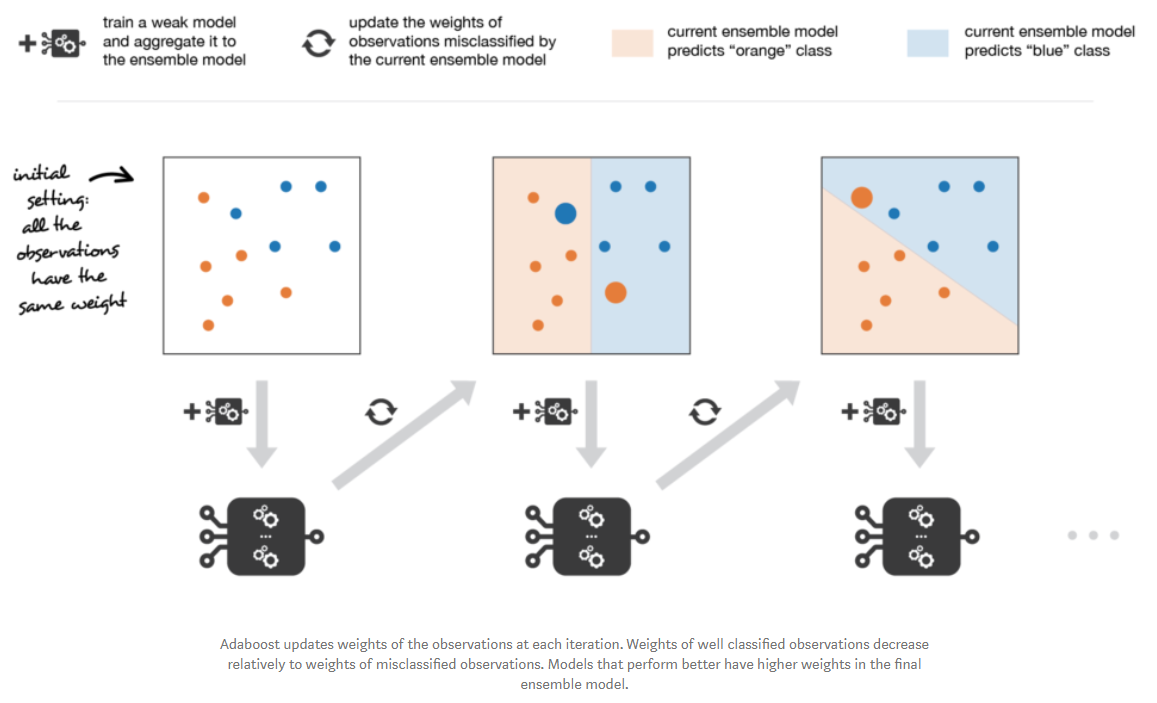 train a weak model
and aggregate it to
the ensemble model
update the weights of
observations misclassified by
the current ensemble model
current ensemble model
predicts “orange” class
current ensemble model
predicts “blue” class
initial
setting:
all the
observations
have the
same weight
Adaboost updates weights of the observations at each iteration. Weights of well classified observations decrease
relatively to weights of misclassified observations. Models that perform better have higher weights in the final
ensemble model.